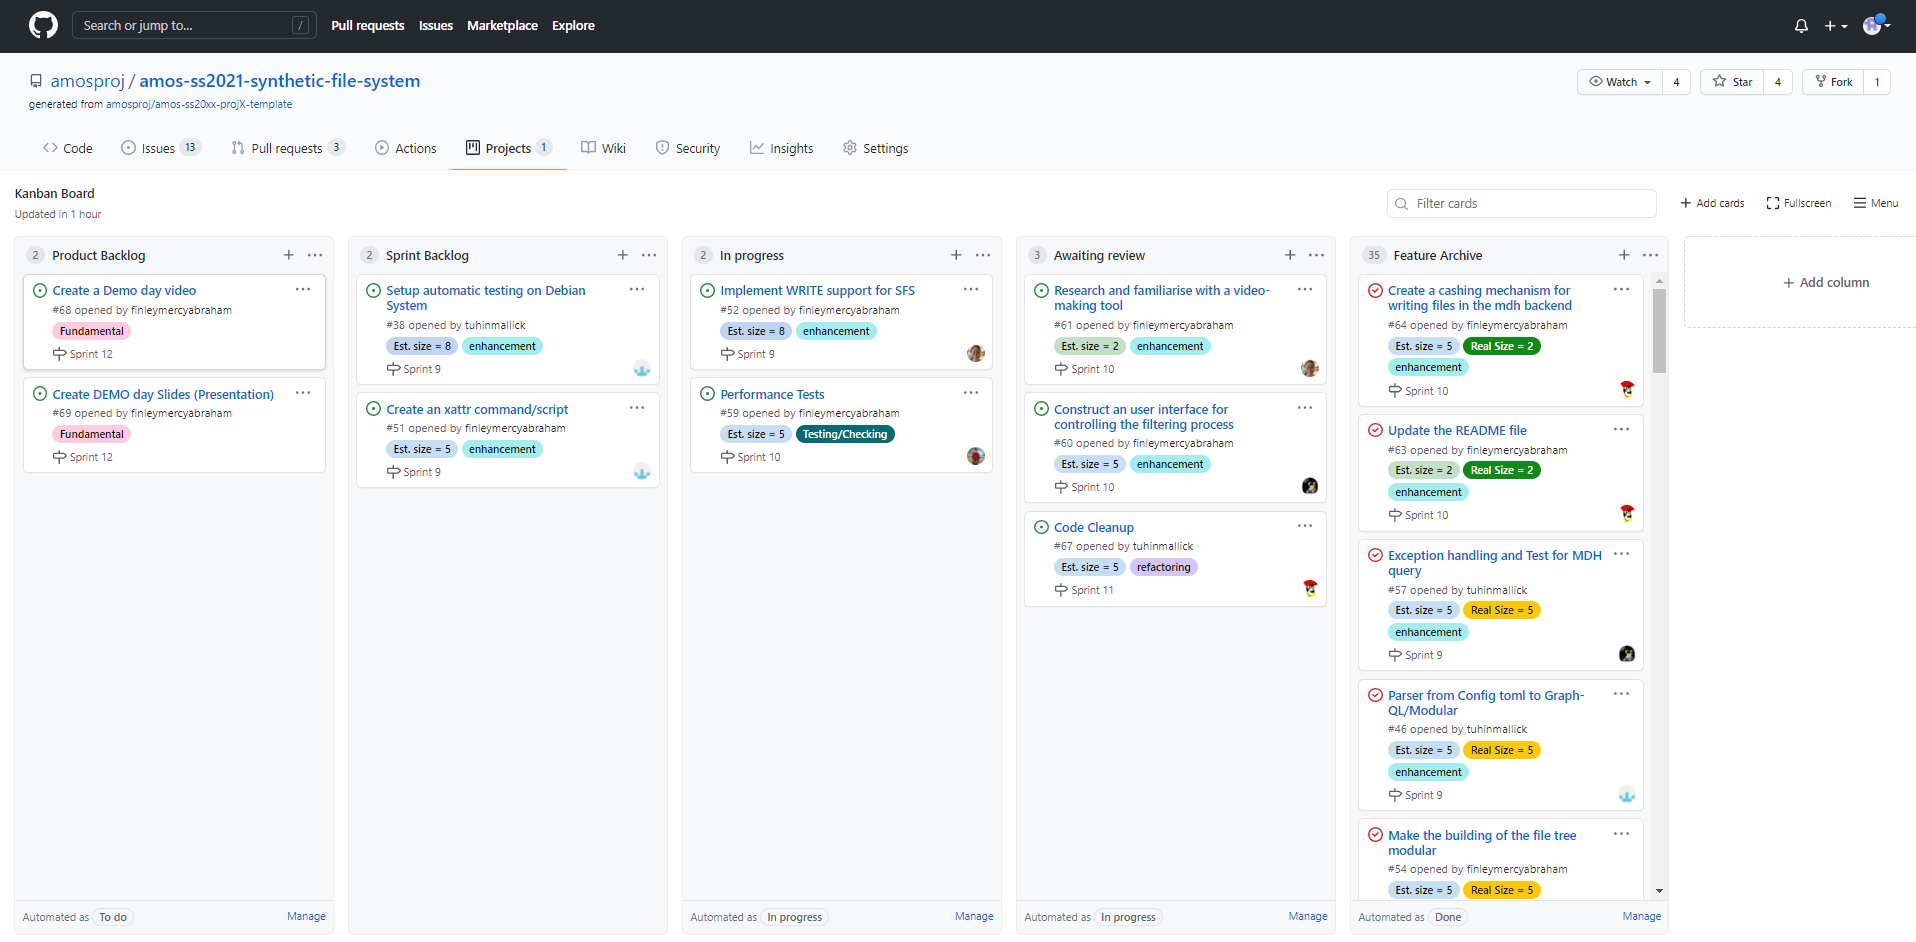 Search or jump to... /
Pull requests Issues Marketplace Explore
amosproj / amos-ss2021-synthetic-file-system
generated from amosproj/amos-ss20xx-projX-template
Watch 4 Star 4 Fork 1
Code Issues 13 Pull requests 3 Actions Projects 1 Wiki Security Insights Settings
Kanban Board
Updated in 1 hour
Filter cards
Add cards Fullscreen Menu
2 Product Backlog
Create a Demo day video
#68 opened by finleymercyabraham
Fundamental
Sprint 12
Create DEMO day Slides (Presentation)
#69 opened by finleymercyabraham
Fundamental
Sprint 12
Automated as To do Manage
2 Sprint Backlog
Setup automatic testing on Debian
System
#38 opened by tuhinmallick
Est. size = 8 enhancement
Sprint 9
Create an xattr command/script
#51 opened by finleymercyabraham
Est. size = 5 enhancement
Sprint 9
2 In progress
Implement WRITE support for SFS
#52 opened by finleymercyabraham
Est. size = 8 enhancement
Sprint 9
Performance Tests
#59 opened by finleymercyabraham
Est. size = 5 Testing/Checking
Sprint 10
Automated as In progress Manage
3 Awaiting review
Research and familiarise with a video-
making tool
#61 opened by finleymercyabraham
Est. size = 2 enhancement
Sprint 10
Construct an user interface for
controlling the filtering process
#60 opened by finleymercyabraham
Est. size = 5 enhancement
Sprint 10
Code Cleanup
#67 opened by tuhinmallick
Est. size = 5 refactoring
Sprint 11
Automated as In progress Manage
35 Feature Archive
Create a cashing mechanism for
writing files in the mdh backend
#64 opened by finleymercyabraham
Est. size = 5 Real Size = 2
enhancement
Sprint 10
Update the README file
#63 opened by finleymercyabraham
Est. size = 2 Real Size = 2
enhancement
Sprint 10
Exception handling and Test for MDH
query
#57 opened by tuhinmallick
Est. size = 5 Real Size = 5
enhancement
Sprint 9
Parser from Config toml to Graph-
QL/Modular
#46 opened by tuhinmallick
Est. size = 5 Real Size = 5
enhancement
Sprint 9
Make the building of the file tree
modular
#54 opened by finleymercyabraham
Est. size = 5 Real Size = 5
Automated as Done Manage
Add column